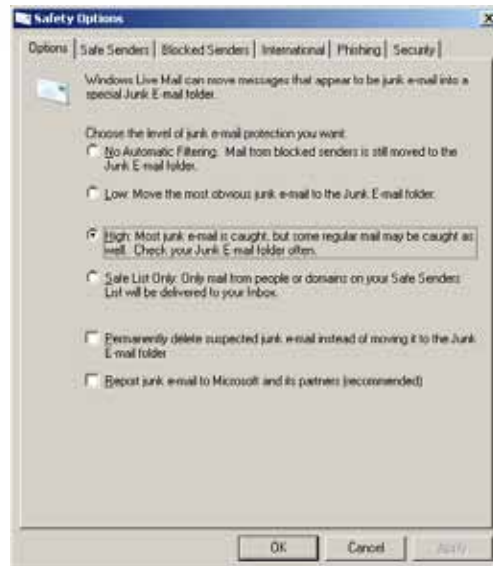 Safety Options
Options Safe Senders Blocked Senders International Phishing Security
Windows Live Mail can move messages that appear to be junk e-mail into a
special Junk E-mail folder.
Choose the level of junk e-mail protection you want:
No Automatic Filtering. Mail from blocked senders is still moved to the
Junk E-mail folder.
Low: Move the most obvious junk e-mail to the Junk E-mail folder.
High: Most junk e-mail is caught, but some regular mail may be caught as
well. Check your Junk E-mail folder often.
Safe List Only: Only mail from people or domains on your Safe Senders
List will be delivered to your Inbox.
Permanently delete suspected junk e-mail instead of moving it to the Junk
E-mail folder
Report junk e-mail to Microsoft and its partners (recommended)
OK Cancel Apply